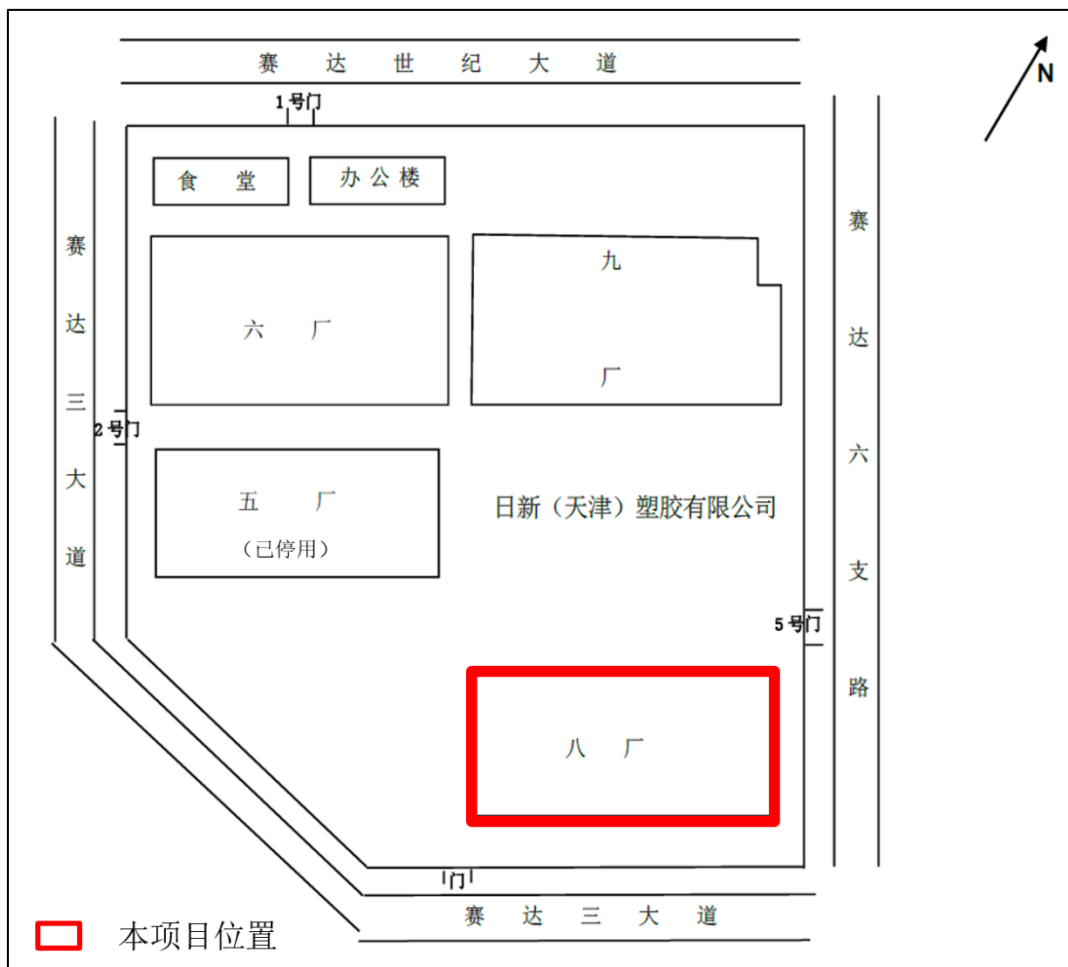 赛达世纪大道
N
1号门
食堂
办公楼
赛达三大道
赛达六支路
六厂
九厂
2号门
五厂
（已停用）
日新（天津）塑胶有限公司
5号门
八厂
门
赛达三大道
本项目位置